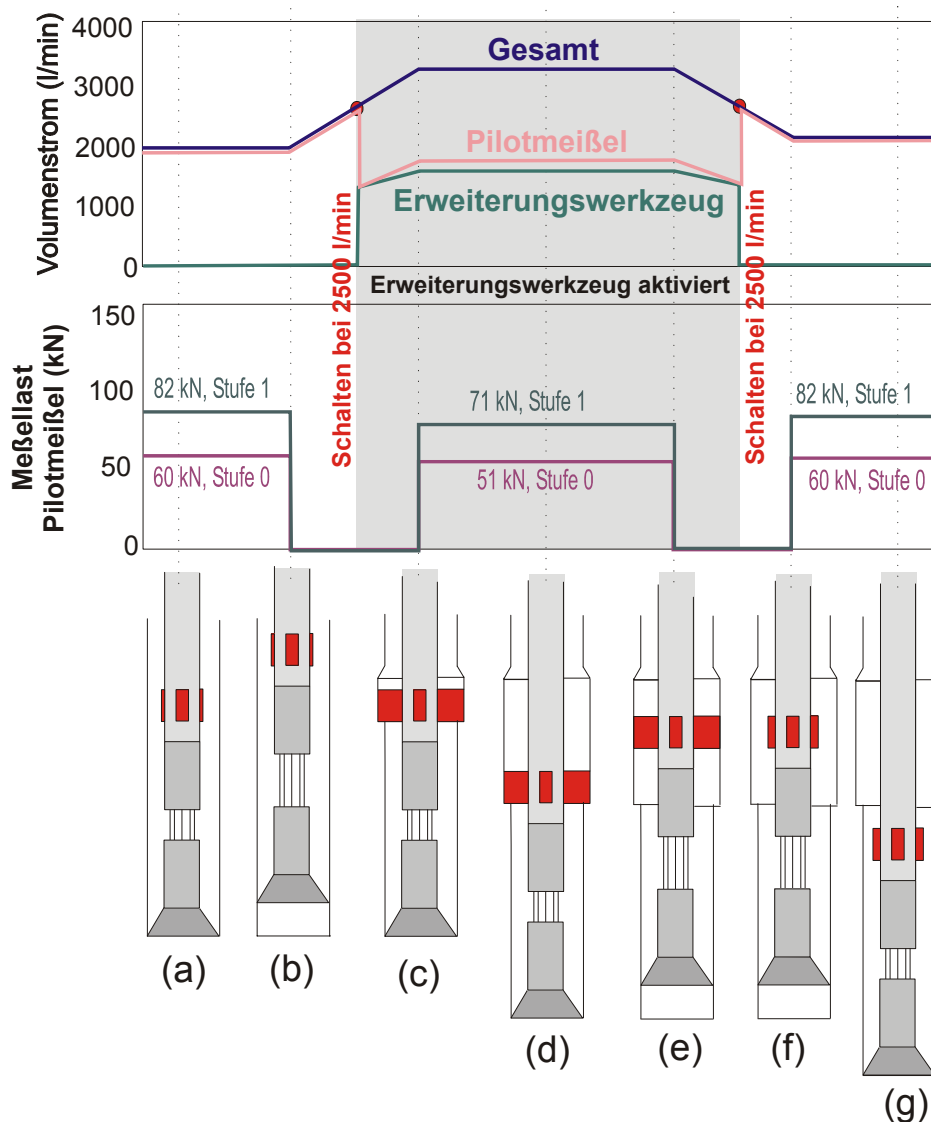 Volumenstrom (l/min)
4000
3000
2000
1000
0
Gesamt
Pilotmeißel
Erweiterungswerkzeug
Schalten bei 2500 l/min
Schalten bei 2500 l/min
Erweiterungswerkzeug aktiviert
Meßellast
Pilotmeißel (kN)
150
100
50
0
82 kN, Stufe 1
60 kN, Stufe 0
71 kN, Stufe 1
51 kN, Stufe 0
82 kN, Stufe 1
60 kN, Stufe 0
(a)
(b)
(c)
(d)
(e)
(f)
(g)